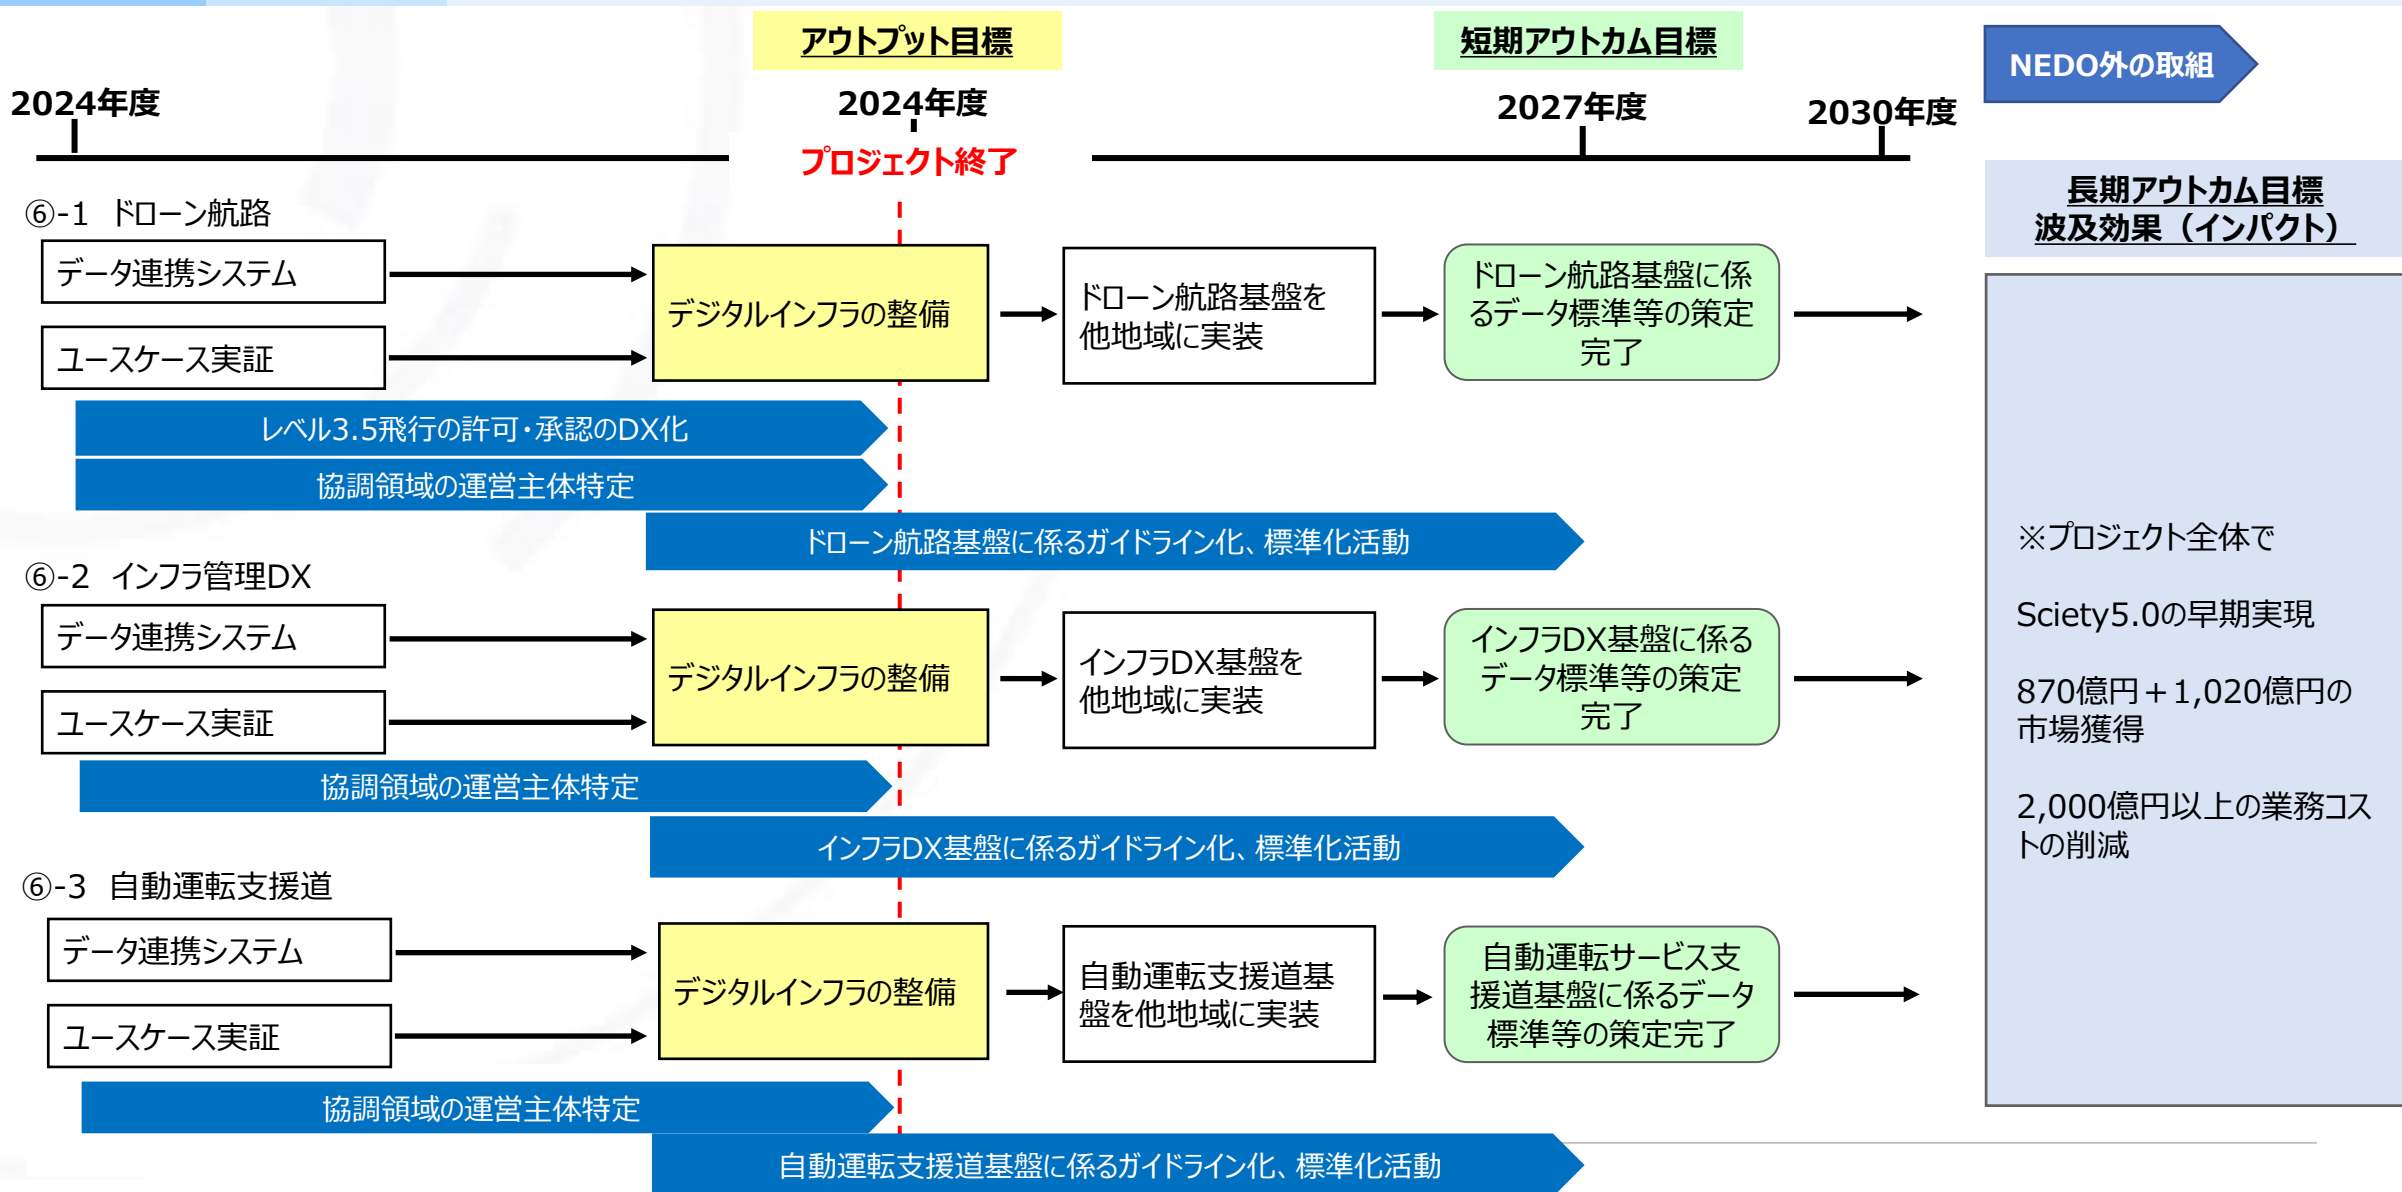 アウトプット目標
短期アウトカム目標
NEDO外の取組
2024年度
2024年度
2027年度
2030年度
プロジェクト終了
長期アウトカム目標
波及効果（インパクト）
⑥-1 ドローン航路
データ連携システム
ユースケース実証
デジタルインフラの整備
ドローン航路基盤を
他地域に実装
ドローン航路基盤に係
るデータ標準等の策定
完了
レベル3.5飛行の許可・承認のDX化
協調領域の運営主体特定
ドローン航路基盤に係るガイドライン化、標準化活動
⑥-2 インフラ管理DX
データ連携システム
ユースケース実証
デジタルインフラの整備
インフラDX基盤を
他地域に実装
インフラDX基盤に係る
データ標準等の策定
完了
協調領域の運営主体特定
インフラDX基盤に係るガイドライン化、標準化活動
⑥-3 自動運転支援道
データ連携システム
ユースケース実証
デジタルインフラの整備
自動運転支援道基
盤を他地域に実装
自動運転サービス支
援道基盤に係るデータ
標準等の策定完了
協調領域の運営主体特定
自動運転支援道基盤に係るガイドライン化、標準化活動
※プロジェクト全体で
Sciety5.0の早期実現
870億円＋1,020億円の
市場獲得
2,000億円以上の業務コス
トの削減